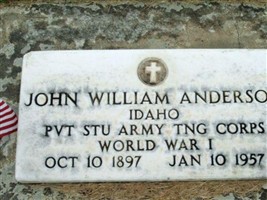 JOHN WILLIAM ANDERSO
IDAHO
PVT STU ARMY TNG CORPS
WORLD WAR I
OCT 10 1897 JAN 10 1957